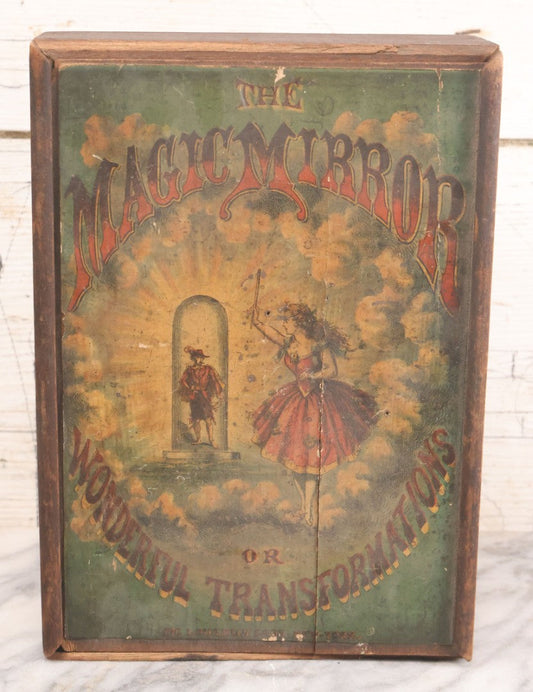 THE
MAGIC MIRROR
OR
WONDERFUL TRANSFORMATIONS